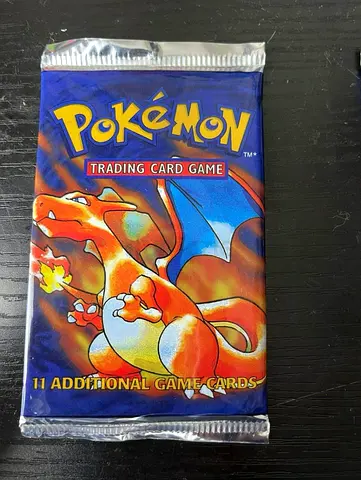 POKéMON
TM
TRADING CARD GAME
11 ADDITIONAL GAME CARDS